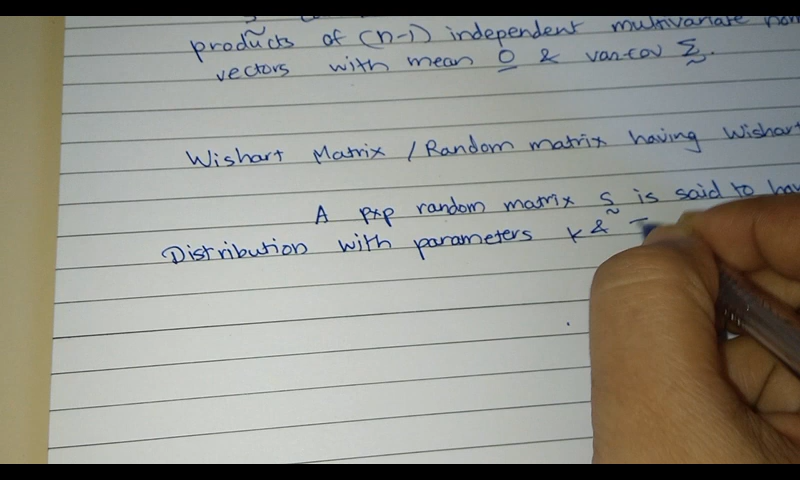 products of (n-1) independent multivariate
vectors with mean 0 & var-cov Σ.
Wishart Matrix / Random matrix having Wishart
A pxp random matrix S is said to
Distribution with parameters k &